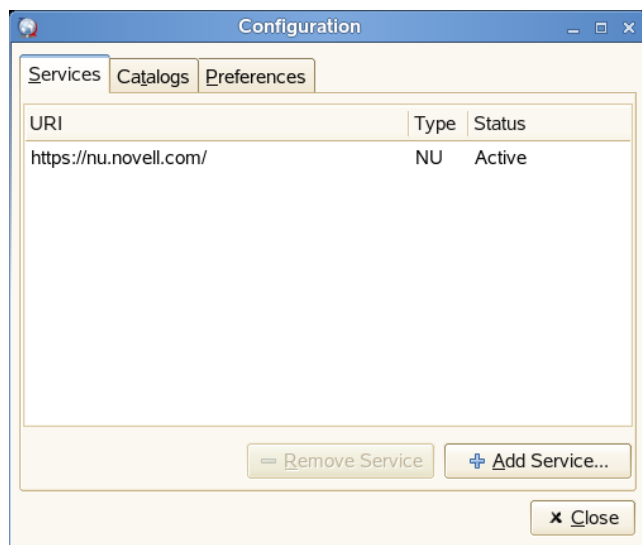 Configuration
Services Catalogs Preferences
URI Type Status
https://nu.novell.com/ NU Active
Remove Service Add Service...
Close